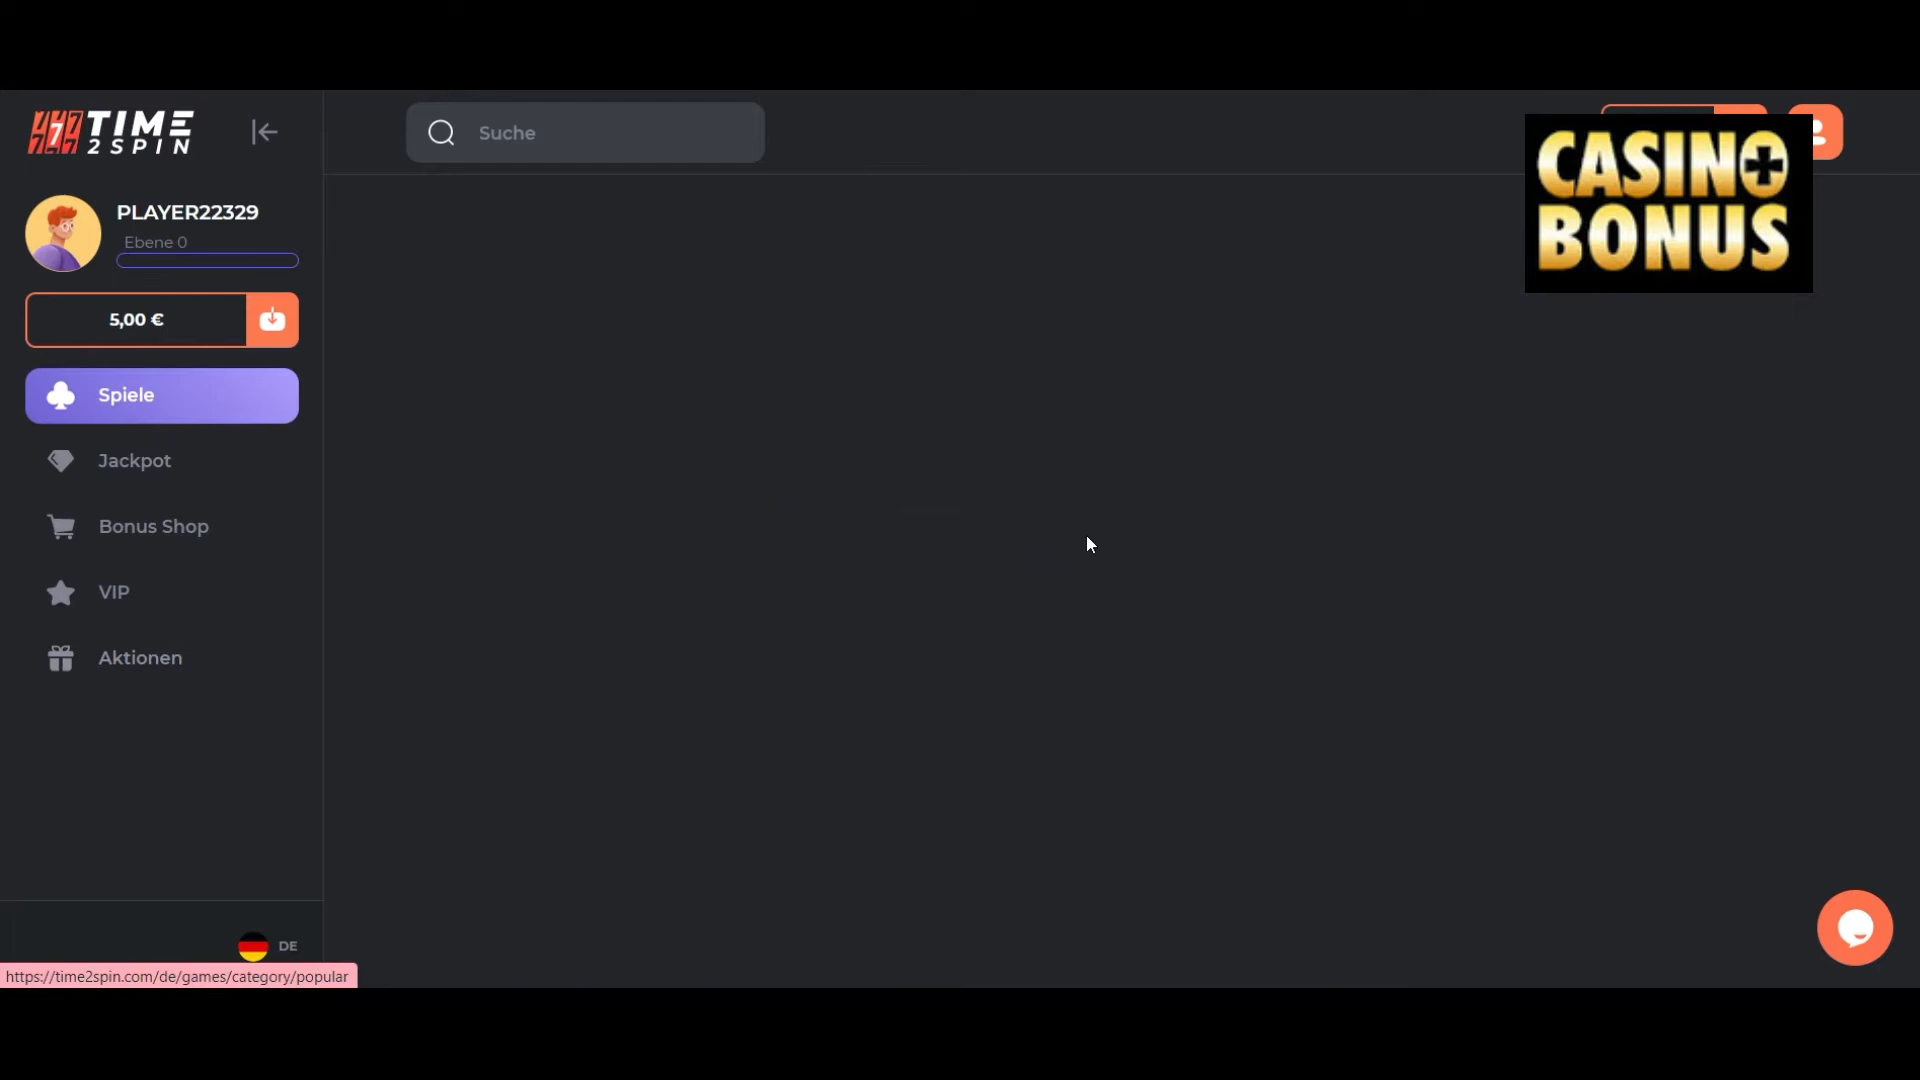 TIME
2SPIN
Suche
CASINO
BONUS
PLAYER22329
Ebene 0
5,00 €
Spiele
Jackpot
Bonus Shop
VIP
Aktionen
DE
https://time2spin.com/de/games/category/popular